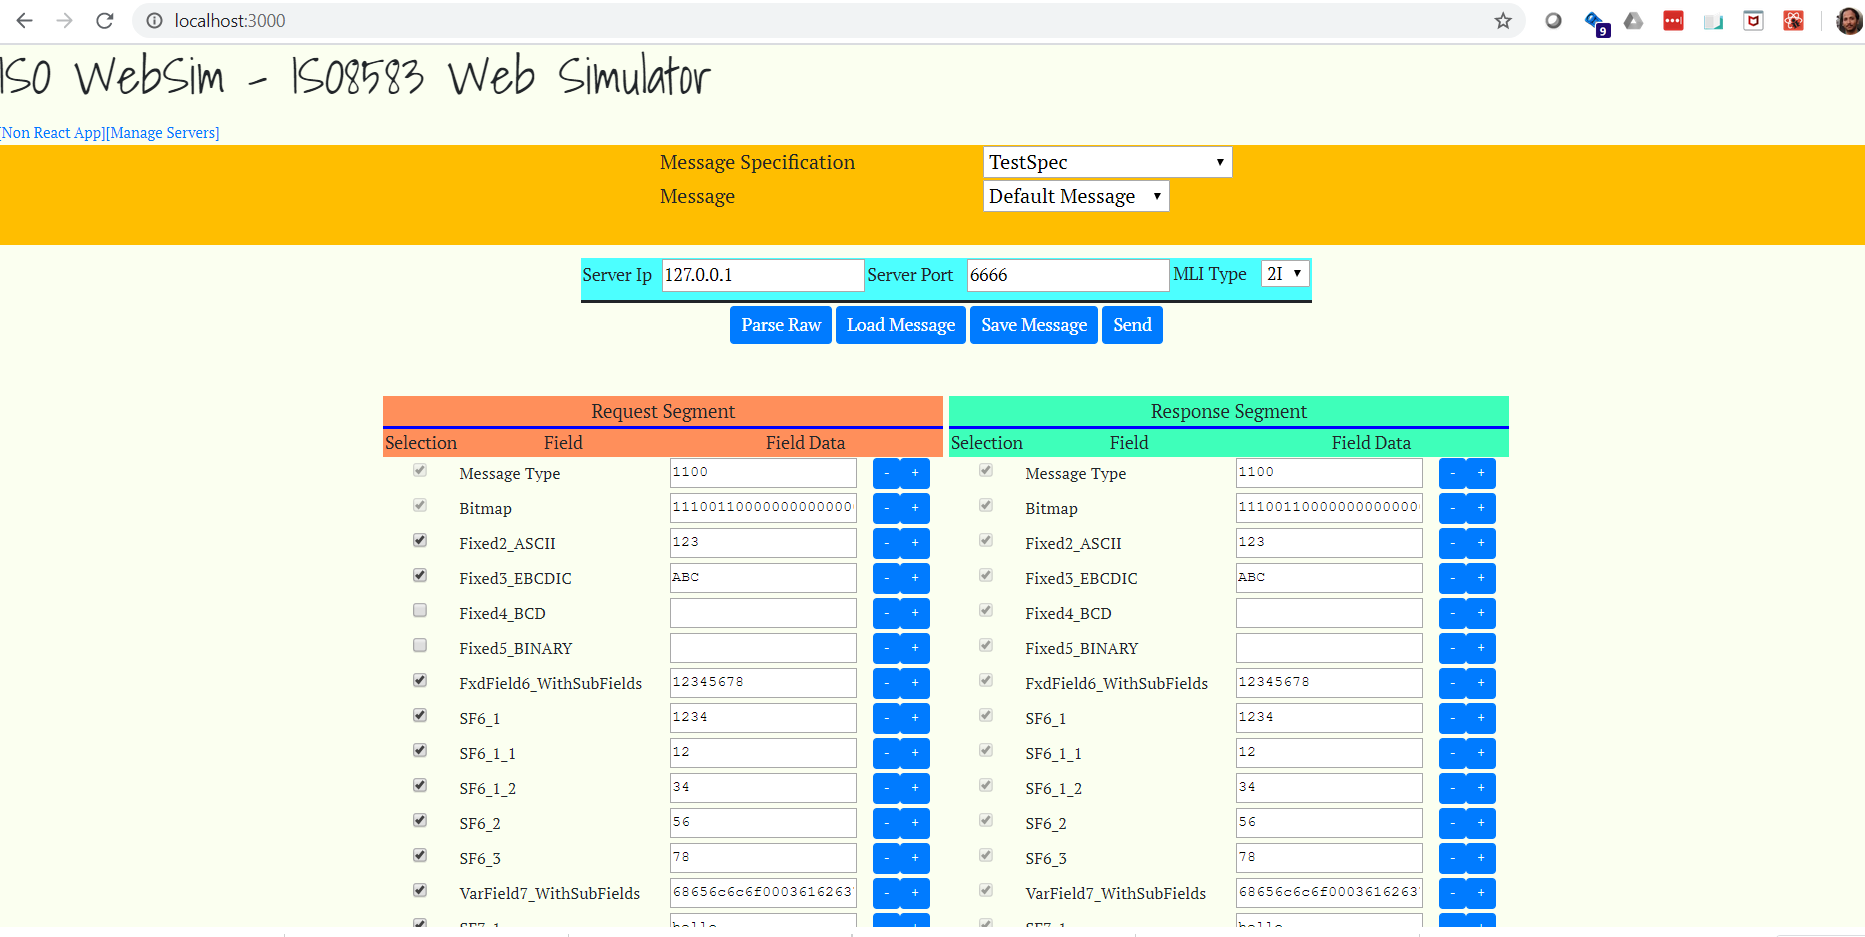 localhost:3000
9
ISO WebSim - ISO8583 Web Simulator
[Non React App][Manage Servers]
Message Specification TestSpec
Message Default Message
Server Ip 127.0.0.1 Server Port 6666 MLI Type 2I
Parse Raw Load Message Save Message Send
Request Segment Response Segment
Selection Field Field Data Selection Field Field Data
Message Type 1100 - + Message Type 1100 - +
Bitmap 11100110000000000000 - + Bitmap 11100110000000000000 - +
Fixed2_ASCII 123 - + Fixed2_ASCII 123 - +
Fixed3_EBCDIC ABC - + Fixed3_EBCDIC ABC - +
Fixed4_BCD - + Fixed4_BCD - +
Fixed5_BINARY - + Fixed5_BINARY - +
FxdField6_WithSubFields 12345678 - + FxdField6_WithSubFields 12345678 - +
SF6_1 1234 - + SF6_1 1234 - +
SF6_1_1 12 - + SF6_1_1 12 - +
SF6_1_2 34 - + SF6_1_2 34 - +
SF6_2 56 - + SF6_2 56 - +
SF6_3 78 - + SF6_3 78 - +
VarField7_WithSubFields 68656c6c6f0003616263 - + VarField7_WithSubFields 68656c6c6f0003616263 - +
SF7_1 hello - + SF7_1 hello - +